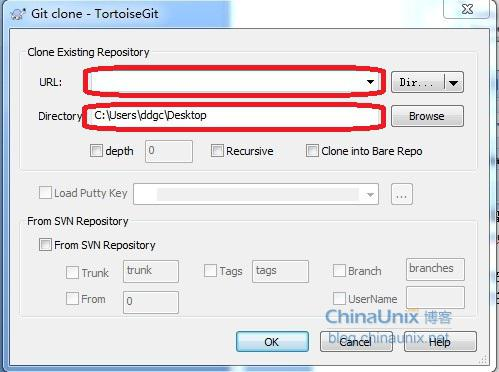 Git clone - TortoiseGit
Clone Existing Repository
URL:
Dir...
Directory
C:\Users\ddgc\Desktop
Browse
depth
0
Recursive
Clone into Bare Repo
Load Putty Key
...
From SVN Repository
From SVN Repository
Trunk
trunk
Tags
tags
Branch
branches
From
0
UserName
ChinaUnix 博客
blog.chinaunix.net
OK
Cancel
Help